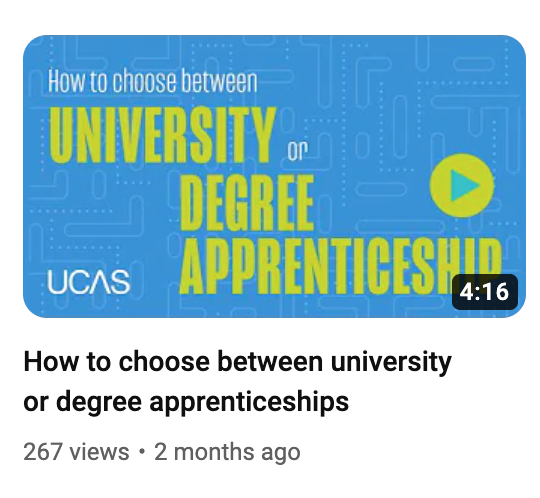 How to choose between
UNIVERSITY or
DEGREE
APPRENTICESHIP
UCAS
4:16
How to choose between university
or degree apprenticeships
267 views • 2 months ago